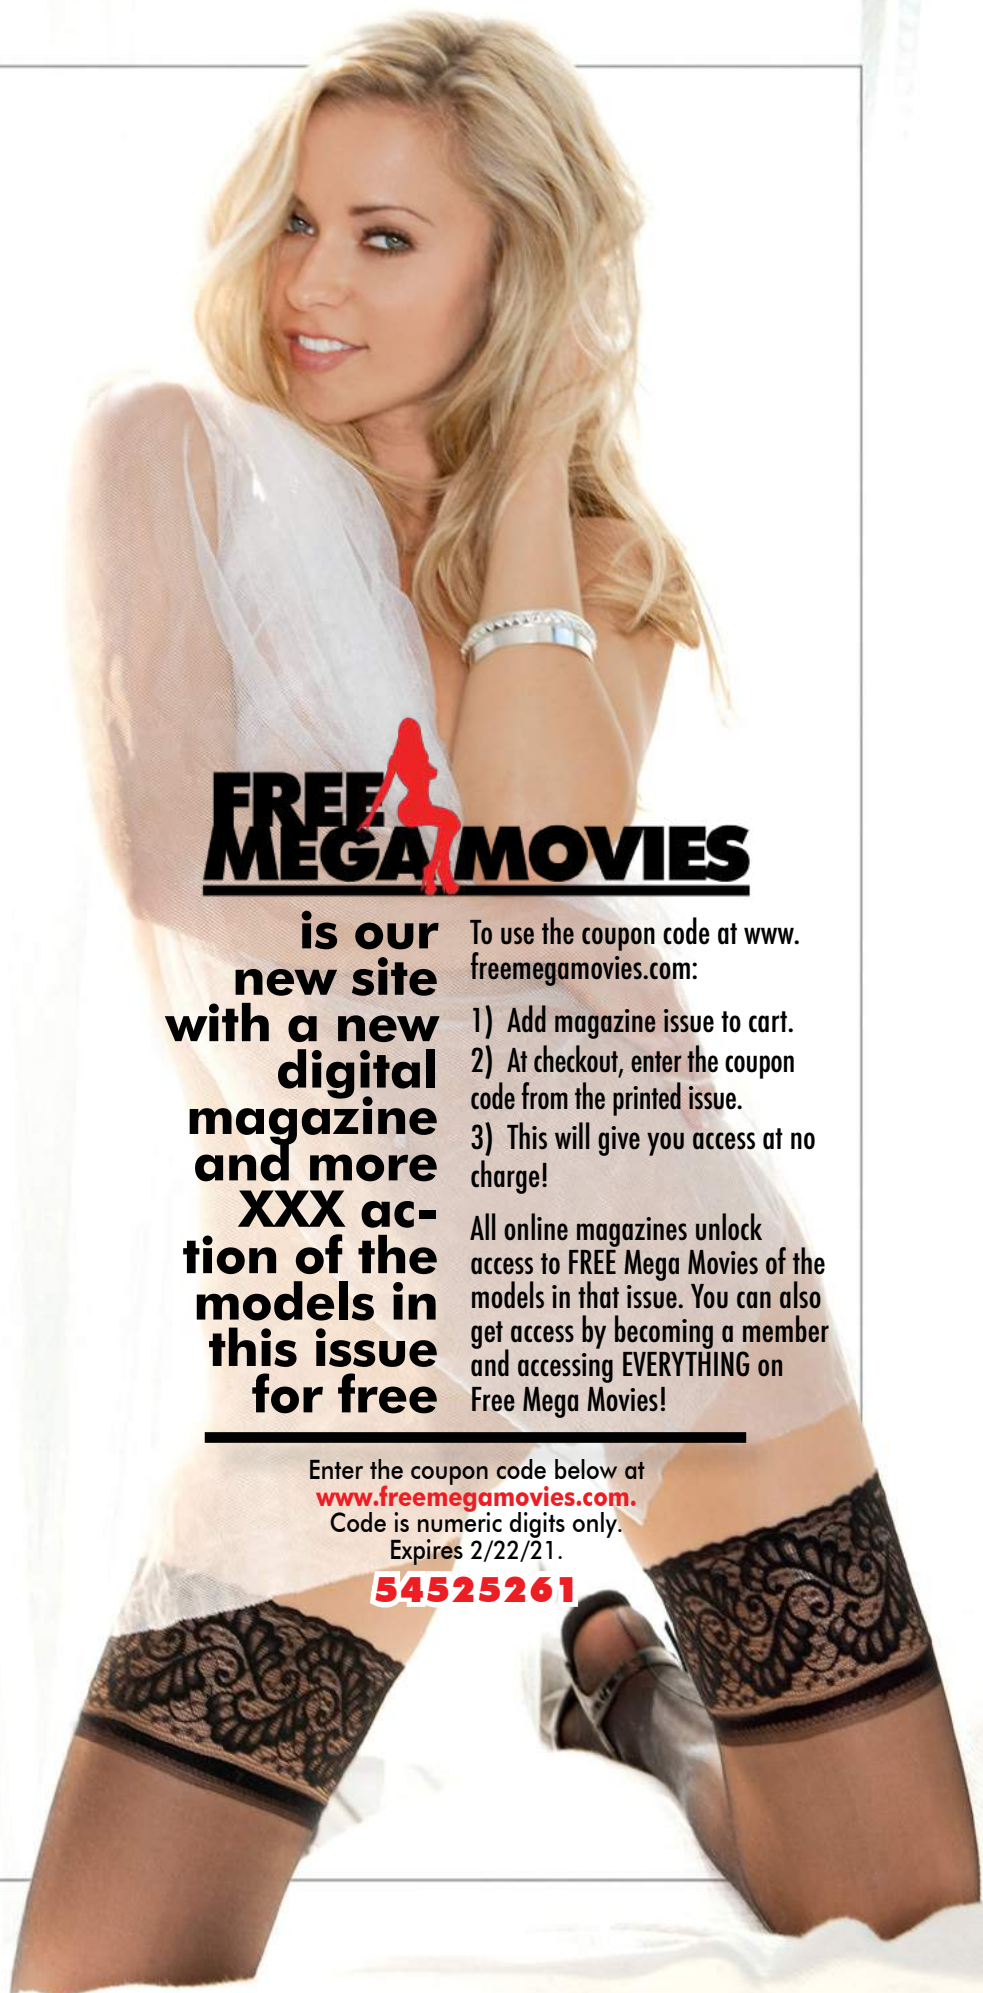 FREE
MEGA MOVIES
is our
new site
with a new
digital
magazine
and more
XXX ac-
tion of the
models in
this issue
for free
To use the coupon code at www.
freemegamovies.com:
1) Add magazine issue to cart.
2) At checkout, enter the coupon
code from the printed issue.
3) This will give you access at no
charge!
All online magazines unlock
access to FREE Mega Movies of the
models in that issue. You can also
get access by becoming a member
and accessing EVERYTHING on
Free Mega Movies!
Enter the coupon code below at
www.freemegamovies.com.
Code is numeric digits only.
Expires 2/22/21.
54525261